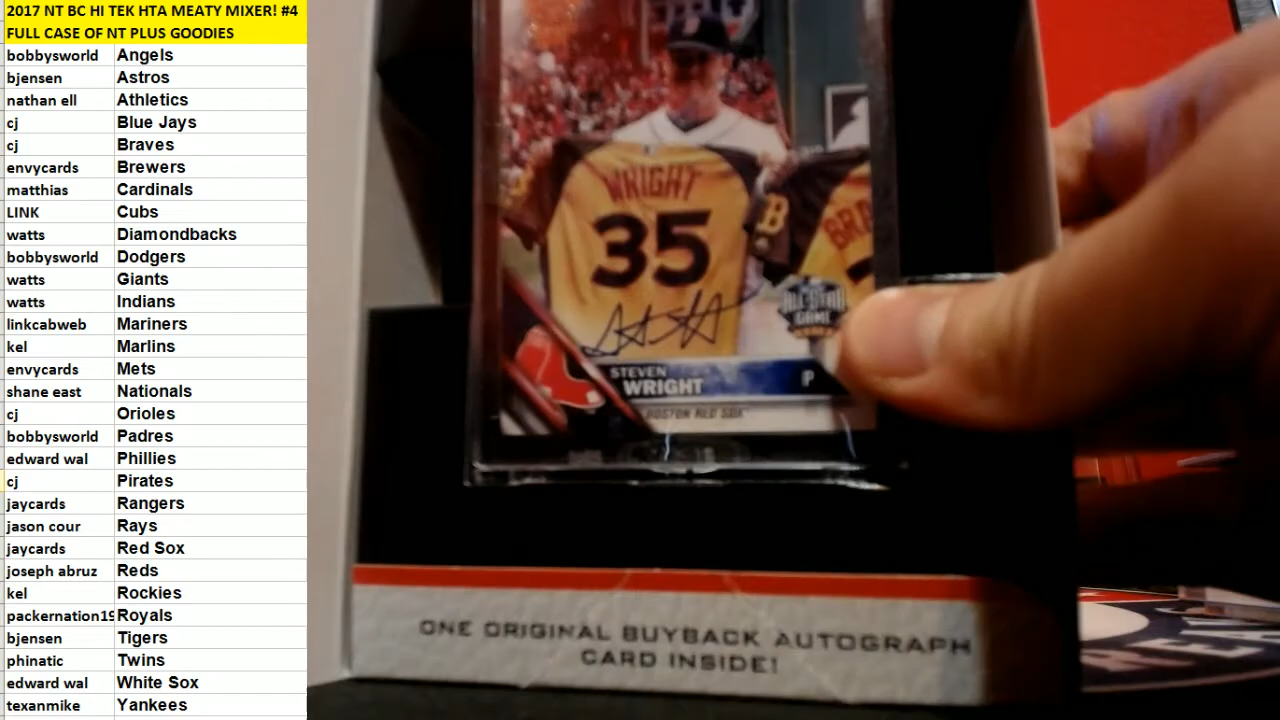 2017 NT BC HI TEK HTA MEATY MIXER! #4
FULL CASE OF NT PLUS GOODIES
bobbysworld Angels
bjensen Astros
nathan ell Athletics
cj Blue Jays
cj Braves
envycards Brewers
matthias Cardinals
LINK Cubs
watts Diamondbacks
bobbysworld Dodgers
watts Giants
watts Indians
linkcabweb Mariners
kel Marlins
envycards Mets
shane east Nationals
cj Orioles
bobbysworld Padres
edward wal Phillies
cj Pirates
jaycards Rangers
jason cour Rays
jaycards Red Sox
joseph abruz Reds
kel Rockies
packernation19 Royals
bjensen Tigers
phinatic Twins
edward wal White Sox
texanmike Yankees
WRIGHT
35
B
BRA
ALL-STAR
GAME
STEVEN
WRIGHT P
BOSTON RED SOX
ONE ORIGINAL BUYBACK AUTOGRAPH
CARD INSIDE!